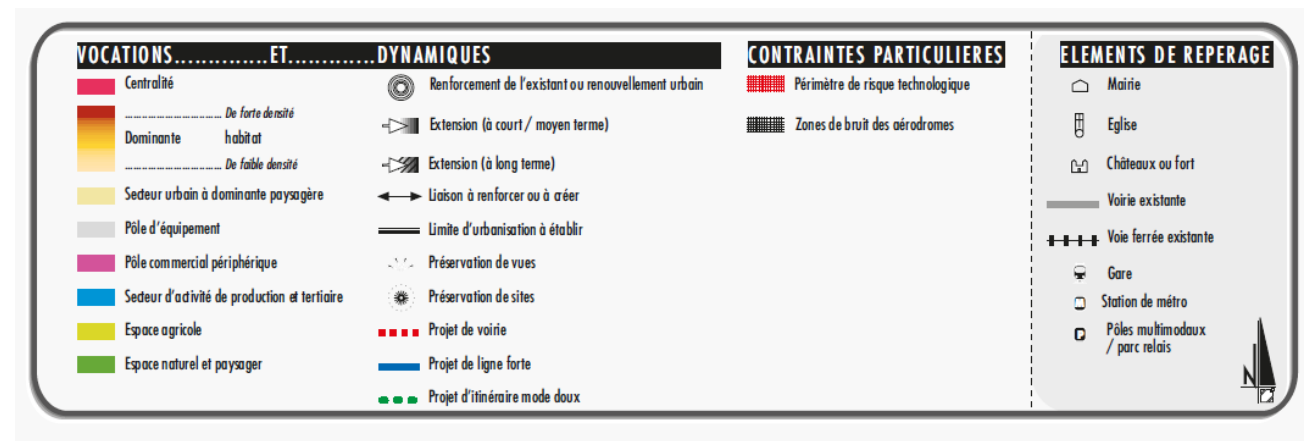 VOCATIONS..............ET............DYNAMIQUES
Centralité
................................ De forte densité
Dominante habitat
................................ De faible densité
Secteur urbain à dominante paysagère
Pôle d'équipement
Pôle commercial périphérique
Secteur d'activité de production et tertiaire
Espace agricole
Espace naturel et paysager
Renforcement de l'existant ou renouvellement urbain
Extension (à court / moyen terme)
Extension (à long terme)
Liaison à renforcer ou à créer
Limite d'urbanisation à établir
Préservation de vues
Préservation de sites
Projet de voirie
Projet de ligne forte
Projet d'itinéraire mode doux
CONTRAINTES PARTICULIERES
Périmètre de risque technologique
Zones de bruit des aérodromes
ELEMENTS DE REPERAGE
Mairie
Eglise
Châteaux ou fort
Voirie existante
Voie ferrée existante
Gare
Station de métro
Pôles multimodaux
/ parc relais
N